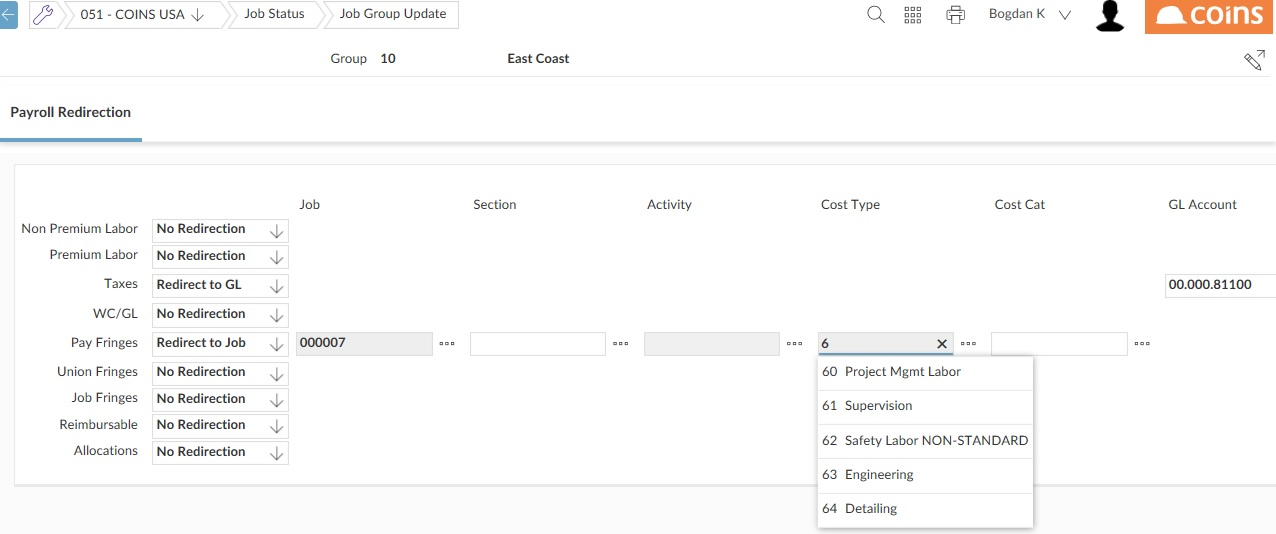 051 - COINS USA Job Status Job Group Update Bogdan K coins
Group 10 East Coast
Payroll Redirection
Job Section Activity Cost Type Cost Cat GL Account
Non Premium Labor No Redirection
Premium Labor No Redirection
Taxes Redirect to GL 00.000.81100
WC/GL No Redirection
Pay Fringes Redirect to Job 000007 6
Union Fringes No Redirection 60 Project Mgmt Labor
Job Fringes No Redirection 61 Supervision
Reimbursable No Redirection 62 Safety Labor NON-STANDARD
Allocations No Redirection 63 Engineering
64 Detailing